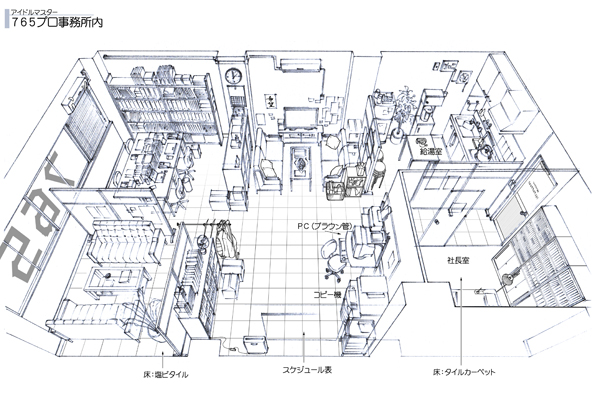 アイドルマスター
765プロ事務所内
給湯室
PC（ブラウン管）
社長室
コピー機
床：塩ビタイル
スケジュール表
床：タイルカーペット
765